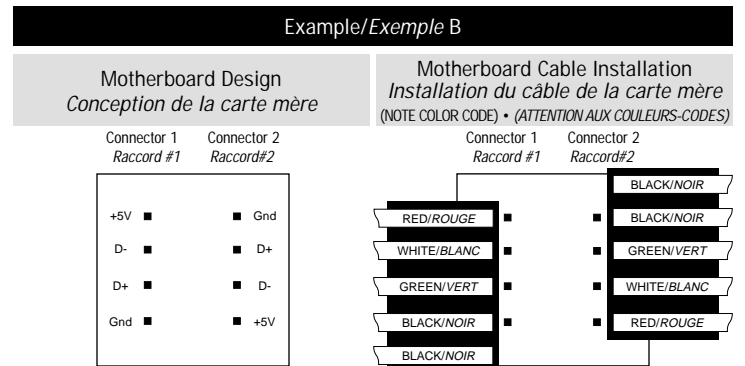 Example/Exemple B
Motherboard Design
Conception de la carte mère
Connector 1 Connector 2
Raccord #1 Raccord#2
+5V Gnd
D- D+
D+ D-
Gnd +5V
Motherboard Cable Installation
Installation du câble de la carte mère
(NOTE COLOR CODE) • (ATTENTION AUX COULEURS-CODES)
Connector 1 Connector 2
Raccord #1 Raccord#2
BLACK/NOIR
RED/ROUGE BLACK/NOIR
WHITE/BLANC GREEN/VERT
GREEN/VERT WHITE/BLANC
BLACK/NOIR RED/ROUGE
BLACK/NOIR